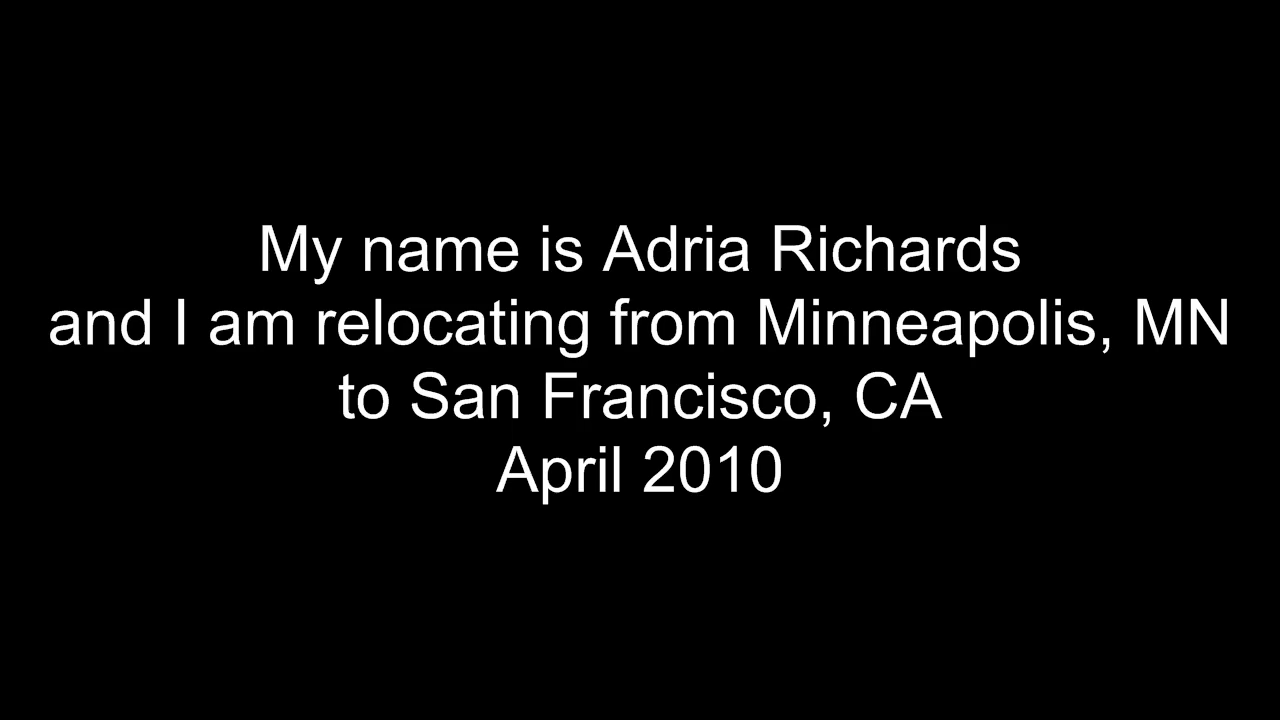 My name is Adria Richards
and I am relocating from Minneapolis, MN
to San Francisco, CA
April 2010